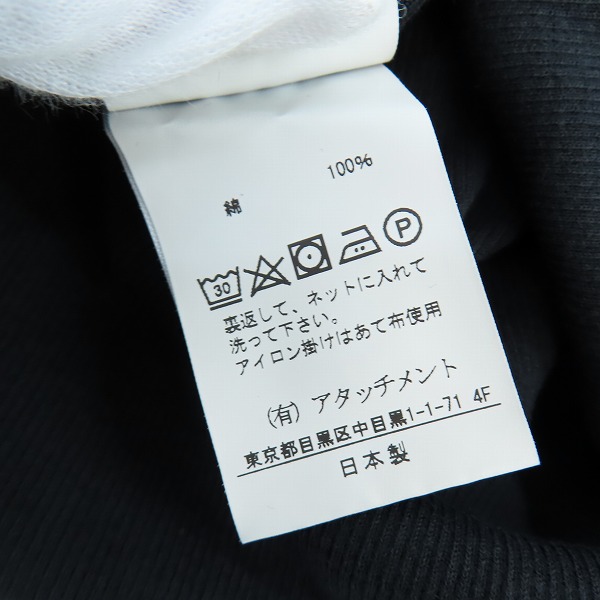 綿 100%
30 P
裏返して、ネットに入れて
洗って下さい。
アイロン掛けはあて布使用
(有) アタッチメント
東京都目黒区中目黒1-1-71 4F
日本製